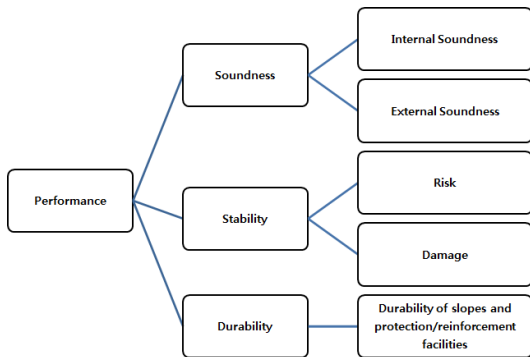 Internal Soundness
Soundness
External Soundness
Risk
Performance
Stability
Damage
Durability
Durability of slopes and
protection/reinforcement
facilities